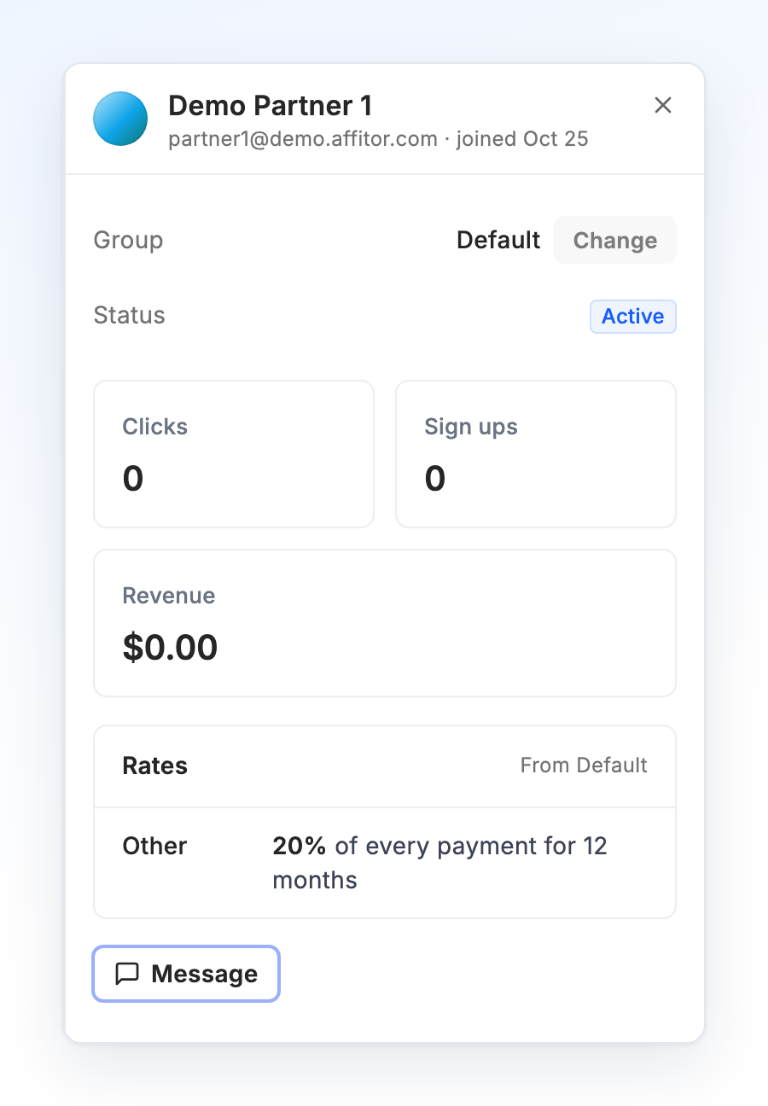 Demo Partner 1
partner1@demo.affitor.com · joined Oct 25
Group Default Change
Status Active
Clicks
0
Sign ups
0
Revenue
$0.00
Rates From Default
Other 20% of every payment for 12
months
Message